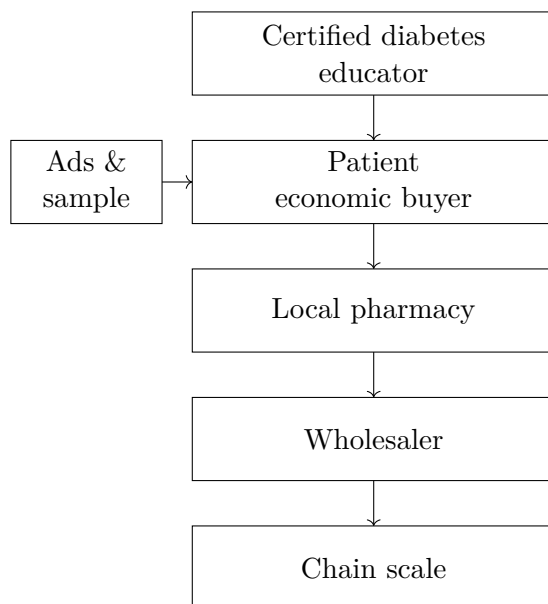 Certified diabetes
educator
Ads &
sample
Patient
economic buyer
Local pharmacy
Wholesaler
Chain scale